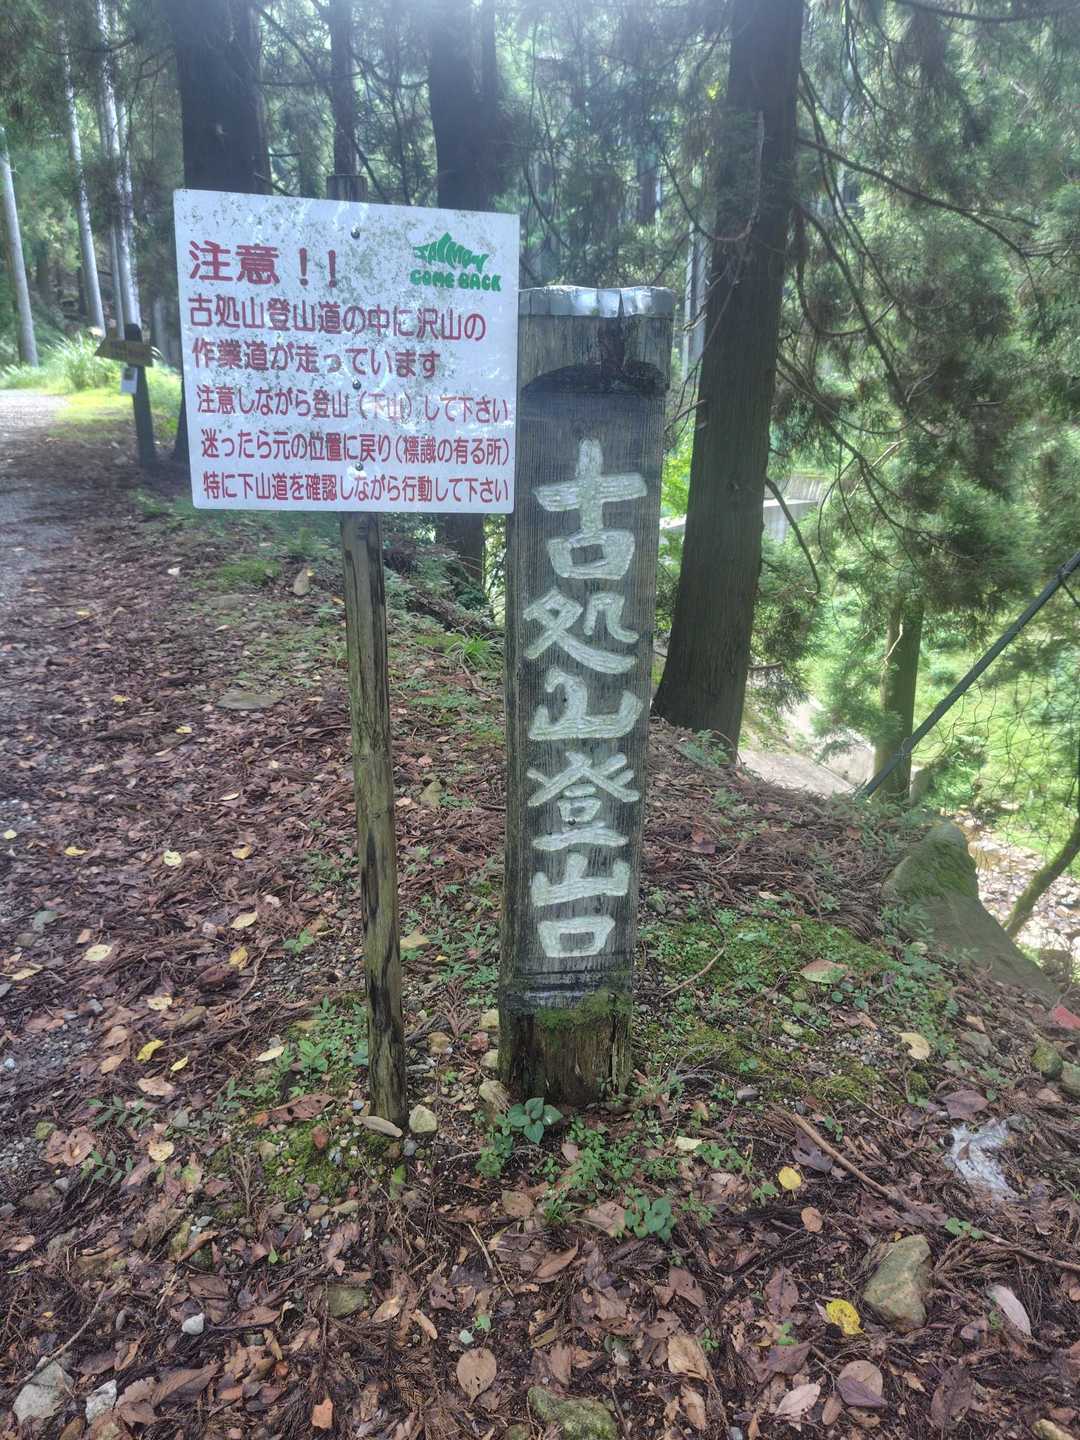 注意!!
SALMON
COME BACK
古処山登山道の中に沢山の
作業道が走っています
注意しながら登山(下山)して下さい
迷ったら元の位置に戻り(標識の有る所)
特に下山道を確認しながら行動して下さい
古処山登山口